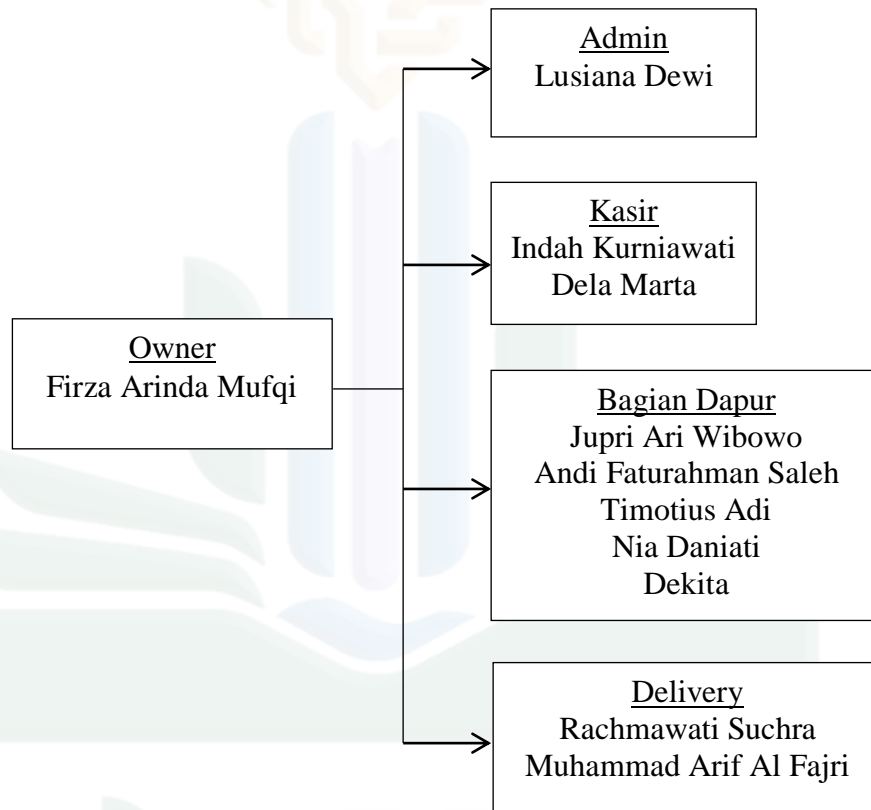 Admin
Lusiana Dewi
Kasir
Indah Kurniawati
Dela Marta
Owner
Firza Arinda Mufqi
Bagian Dapur
Jupri Ari Wibowo
Andi Faturahman Saleh
Timotius Adi
Nia Daniati
Dekita
Delivery
Rachmawati Suchra
Muhammad Arif Al Fajri